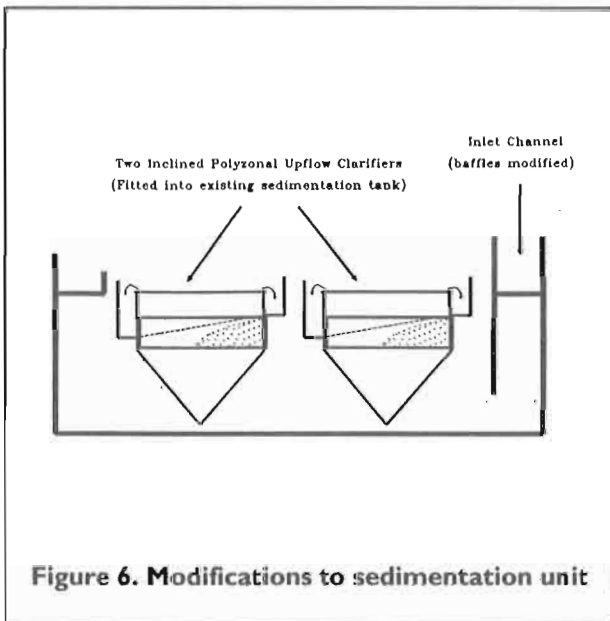 Inlet Channel
(baffles modified)
Two Inclined Polyzonal Upflow Clarifiers
(Fitted into existing sedimentation tank)
Figure 6. Modifications to sedimentation unit